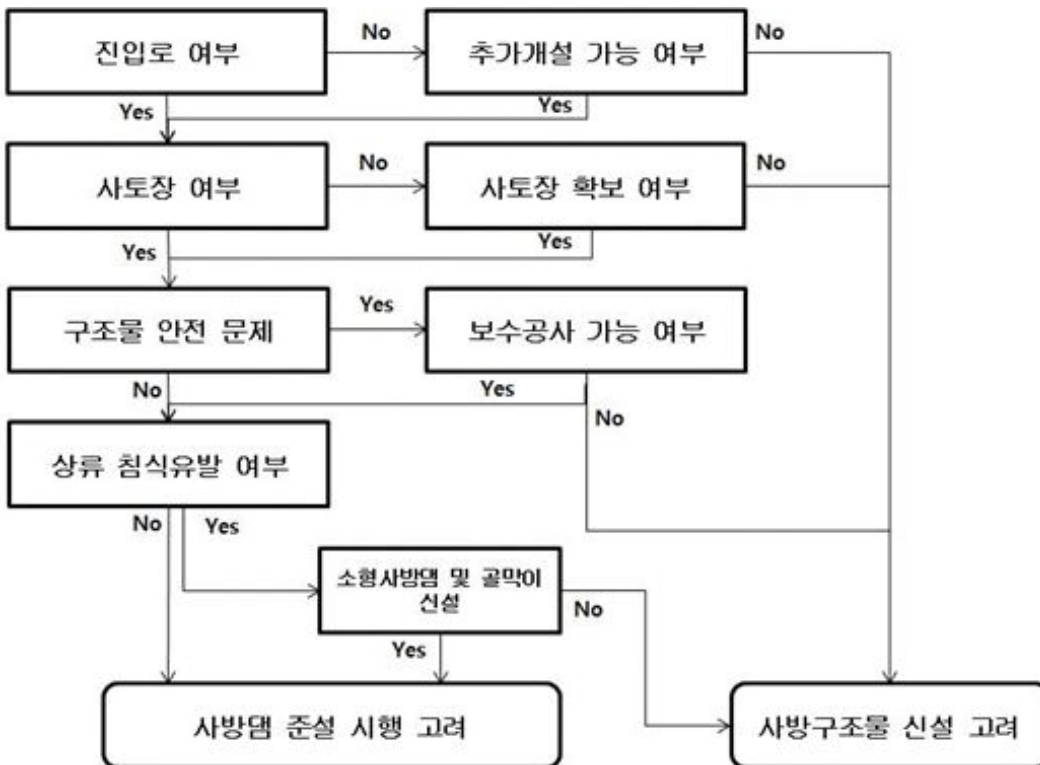 진입로 여부
No
추가개설 가능 여부
No
Yes
Yes
사토장 여부
No
사토장 확보 여부
No
Yes
Yes
구조물 안전 문제
Yes
보수공사 가능 여부
No
Yes
No
상류 침식유발 여부
No
Yes
소형사방댐 및 골막이
신설
No
Yes
사방댐 준설 시행 고려
사방구조물 신설 고려